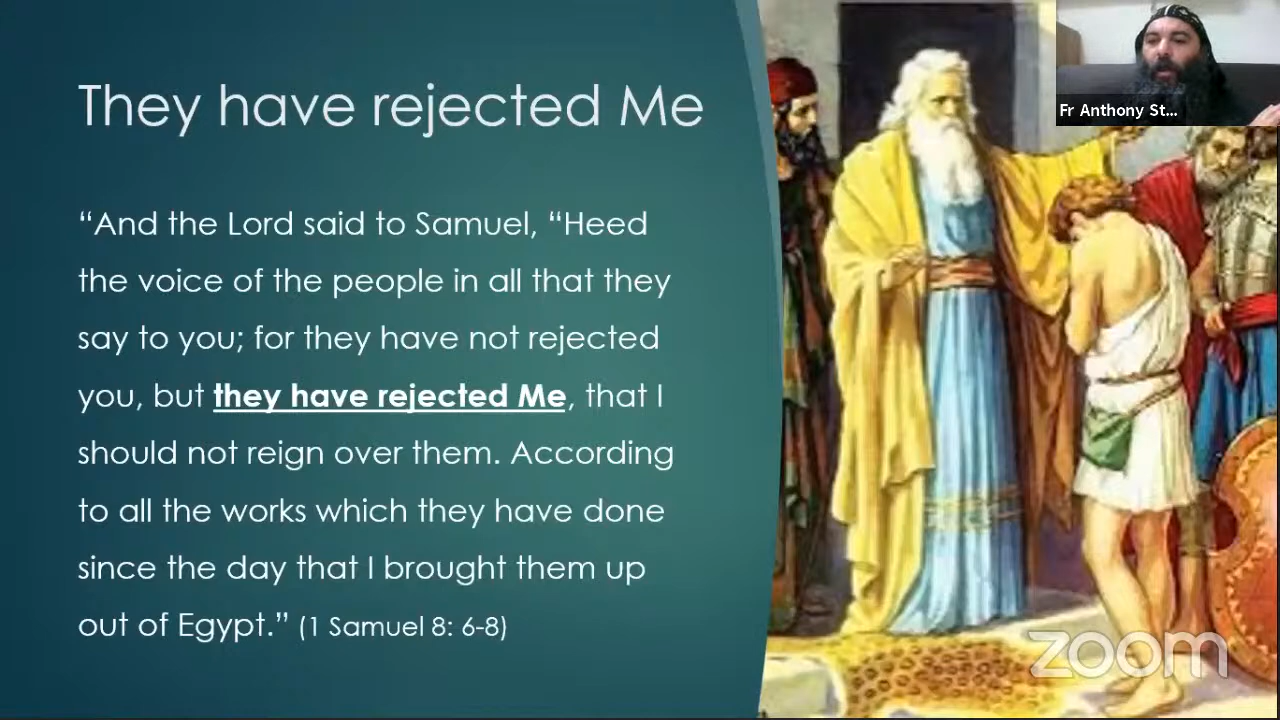 They have rejected Me
“And the Lord said to Samuel, “Heed
the voice of the people in all that they
say to you; for they have not rejected
you, but they have rejected Me, that I
should not reign over them. According
to all the works which they have done
since the day that I brought them up
out of Egypt.” (1 Samuel 8: 6-8)
Fr Anthony St...
zoom